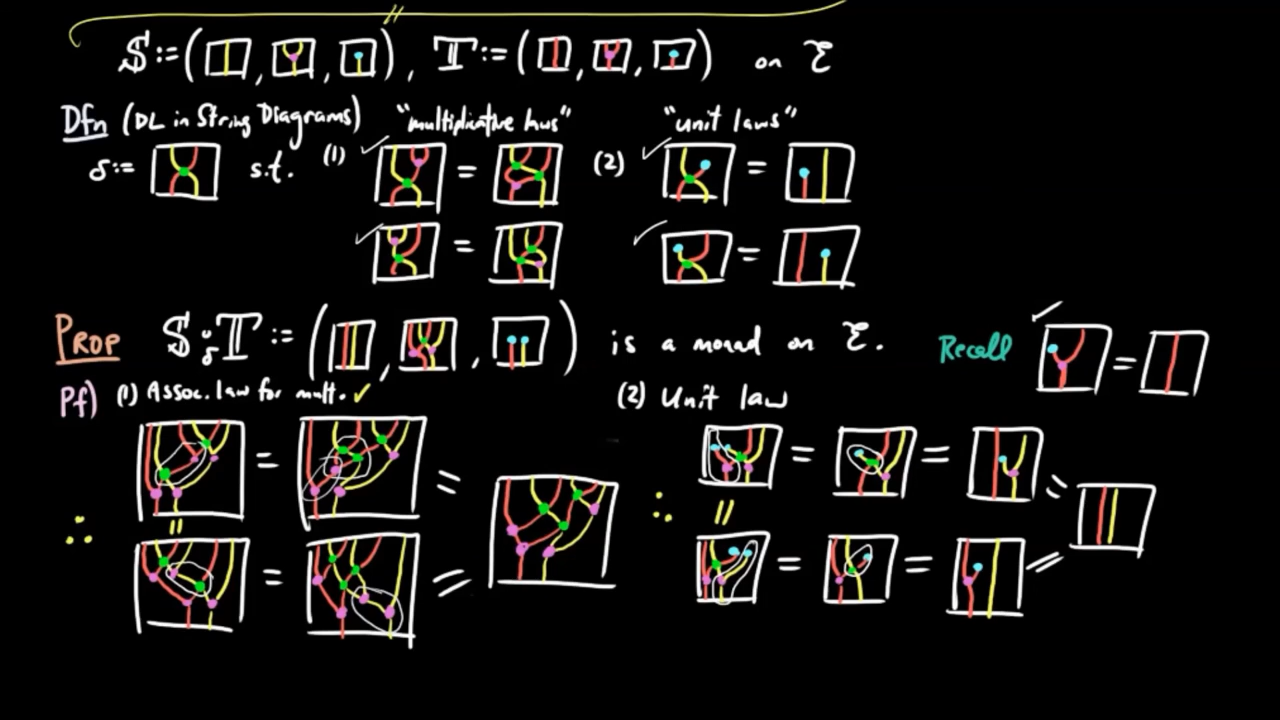 𝕊 := ( , , ), 𝕋 := ( , , ) on ℰ
Dfn (DL in String Diagrams) "multiplicative laws" "unit laws"
δ := s.t. (1) = (2) =
= =
PROP 𝕊 ;δ 𝕋 := ( , , ) is a monad on ℰ. Recall =
Pf) (1) Assoc. law for mult. ✓ (2) Unit law
= = = = =
∴ = ∴ =
= = = = =